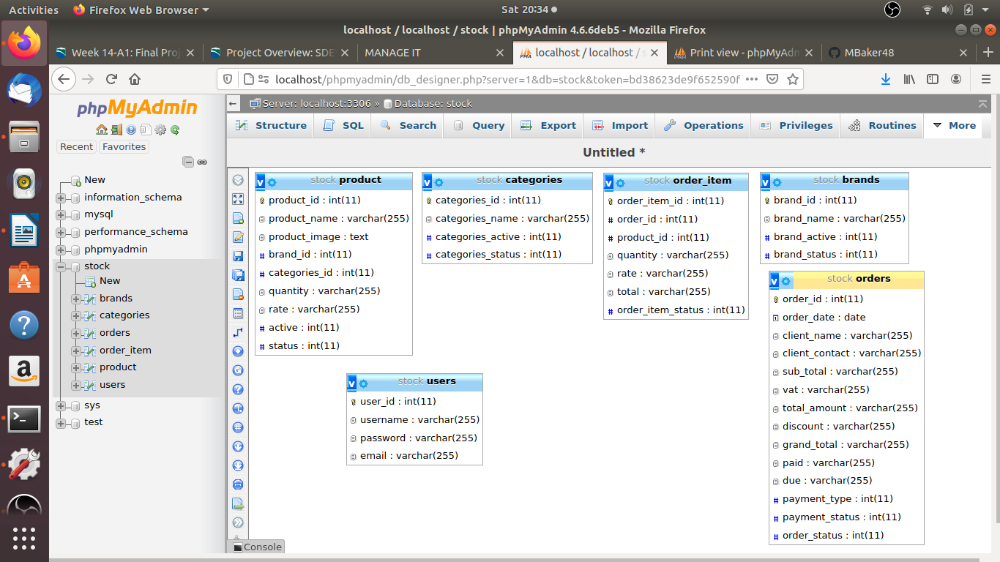 Activities
Firefox Web Browser
Sat 20:34
localhost / localhost / stock | phpMyAdmin 4.6.6deb5 - Mozilla Firefox
Week 14-A1: Final Proj
Project Overview: SDE
MANAGE IT
localhost / localhost / s
Print view - phpMyAdm
MBaker48
localhost/phpmyadmin/db_designer.php?server=1&db=stock&token=bd38623de9f652590f
phpMyAdmin
Recent
Favorites
New
information_schema
mysql
performance_schema
phpmyadmin
stock
New
brands
categories
orders
order_item
product
users
sys
test
Server: localhost:3306 » Database: stock
Structure
SQL
Search
Query
Export
Import
Operations
Privileges
Routines
More
Untitled *
stock product
product_id : int(11)
product_name : varchar(255)
product_image : text
brand_id : int(11)
categories_id : int(11)
quantity : varchar(255)
rate : varchar(255)
active : int(11)
status : int(11)
stock categories
categories_id : int(11)
categories_name : varchar(255)
categories_active : int(11)
categories_status : int(11)
stock order_item
order_item_id : int(11)
order_id : int(11)
product_id : int(11)
quantity : varchar(255)
rate : varchar(255)
total : varchar(255)
order_item_status : int(11)
stock brands
brand_id : int(11)
brand_name : varchar(255)
brand_active : int(11)
brand_status : int(11)
stock orders
order_id : int(11)
order_date : date
client_name : varchar(255)
client_contact : varchar(255)
sub_total : varchar(255)
vat : varchar(255)
total_amount : varchar(255)
discount : varchar(255)
grand_total : varchar(255)
paid : varchar(255)
due : varchar(255)
payment_type : int(11)
payment_status : int(11)
order_status : int(11)
stock users
user_id : int(11)
username : varchar(255)
password : varchar(255)
email : varchar(255)
Console